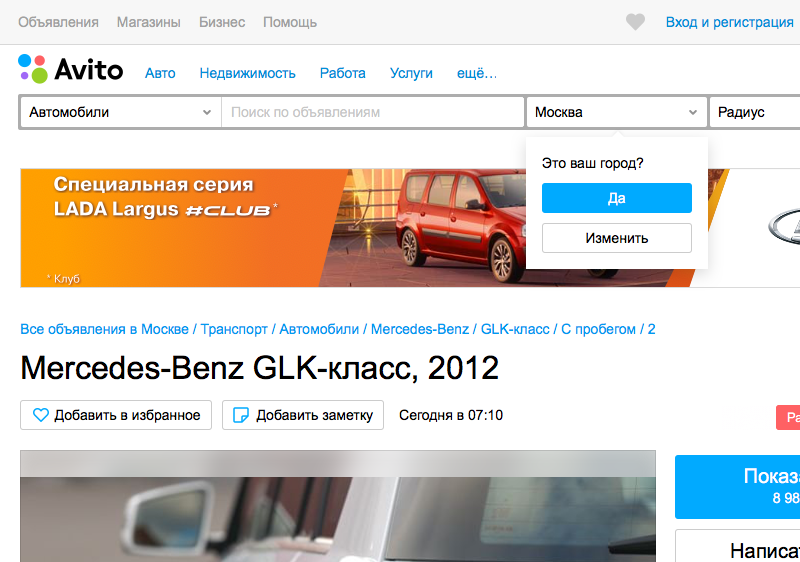 Объявления Магазины Бизнес Помощь Вход и регистрация
Avito Авто Недвижимость Работа Услуги ещё...
Автомобили Поиск по объявлениям Москва Радиус
Это ваш город?
Да
Изменить
Специальная серия
LADA Largus #CLUB*
* Клуб
Все объявления в Москве / Транспорт / Автомобили / Mercedes-Benz / GLK-класс / С пробегом / 2
Mercedes-Benz GLK-класс, 2012
Добавить в избранное Добавить заметку Сегодня в 07:10
Ра
Показа
8 98
Написат